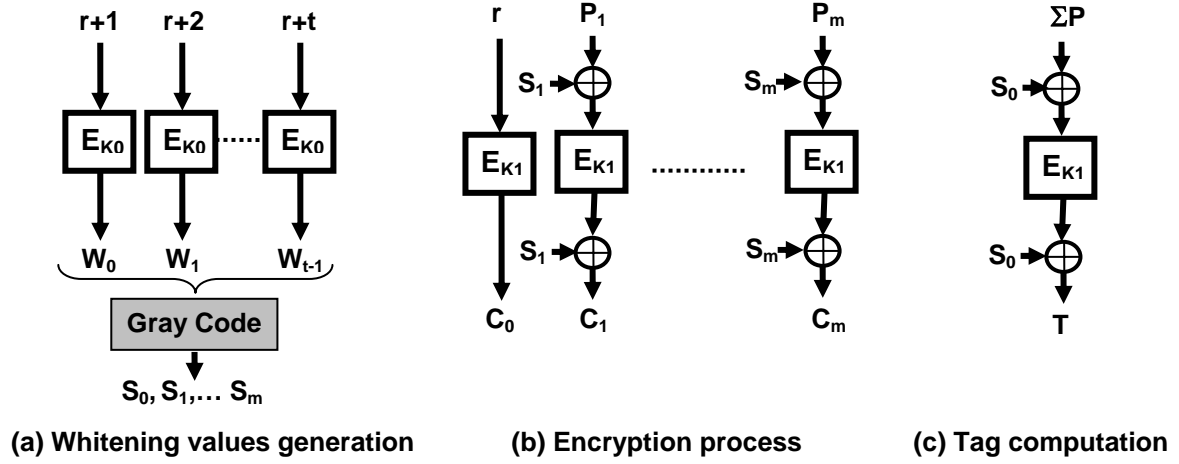 r+1 r+2 r+t
E_K0 E_K0 ...... E_K0
W_0 W_1 W_t-1
Gray Code
S_0, S_1,... S_m
(a) Whitening values generation
r P_1 P_m
S_1 S_m
E_K1 E_K1 ............ E_K1
S_1 S_m
C_0 C_1 C_m
(b) Encryption process
ΣP
S_0
E_K1
S_0
T
(c) Tag computation